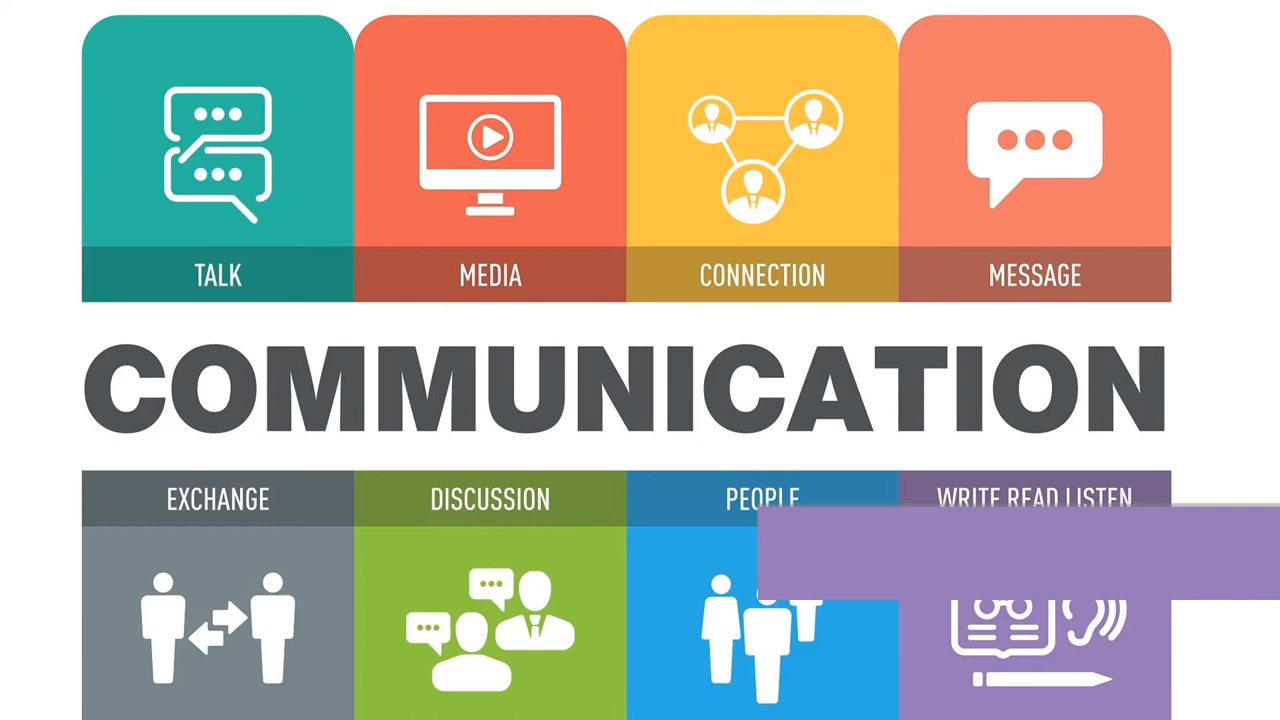 TALK
MEDIA
CONNECTION
MESSAGE
COMMUNICATION
EXCHANGE
DISCUSSION
PEOPLE
WRITE READ LISTEN